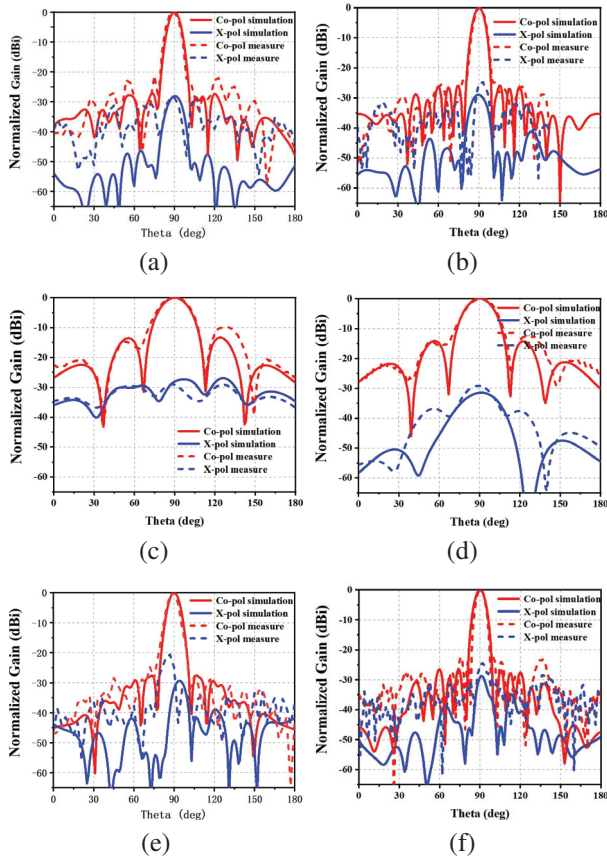 0
-10
-20
-30
-40
-50
-60
Normalized Gain (dBi)
Co-pol simulation
X-pol simulation
Co-pol measure
X-pol measure
0 30 60 90 120 150 180
Theta (deg)
(a)
0
-10
-20
-30
-40
-50
-60
Normalized Gain (dBi)
Co-pol simulation
X-pol simulation
Co-pol measure
X-pol measure
0 30 60 90 120 150 180
Theta (deg)
(b)
0
-10
-20
-30
-40
-50
-60
Normalized Gain (dBi)
Co-pol simulation
X-pol simulation
Co-pol measure
X-pol measure
0 30 60 90 120 150 180
Theta (deg)
(c)
0
-10
-20
-30
-40
-50
-60
Normalized Gain (dBi)
Co-pol simulation
X-pol simulation
Co-pol measure
X-pol measure
0 30 60 90 120 150 180
Theta (deg)
(d)
0
-10
-20
-30
-40
-50
-60
Normalized Gain (dBi)
Co-pol simulation
X-pol simulation
Co-pol measure
X-pol measure
0 30 60 90 120 150 180
Theta (deg)
(e)
0
-10
-20
-30
-40
-50
-60
Normalized Gain (dBi)
Co-pol simulation
X-pol simulation
Co-pol measure
X-pol measure
0 30 60 90 120 150 180
Theta (deg)
(f)